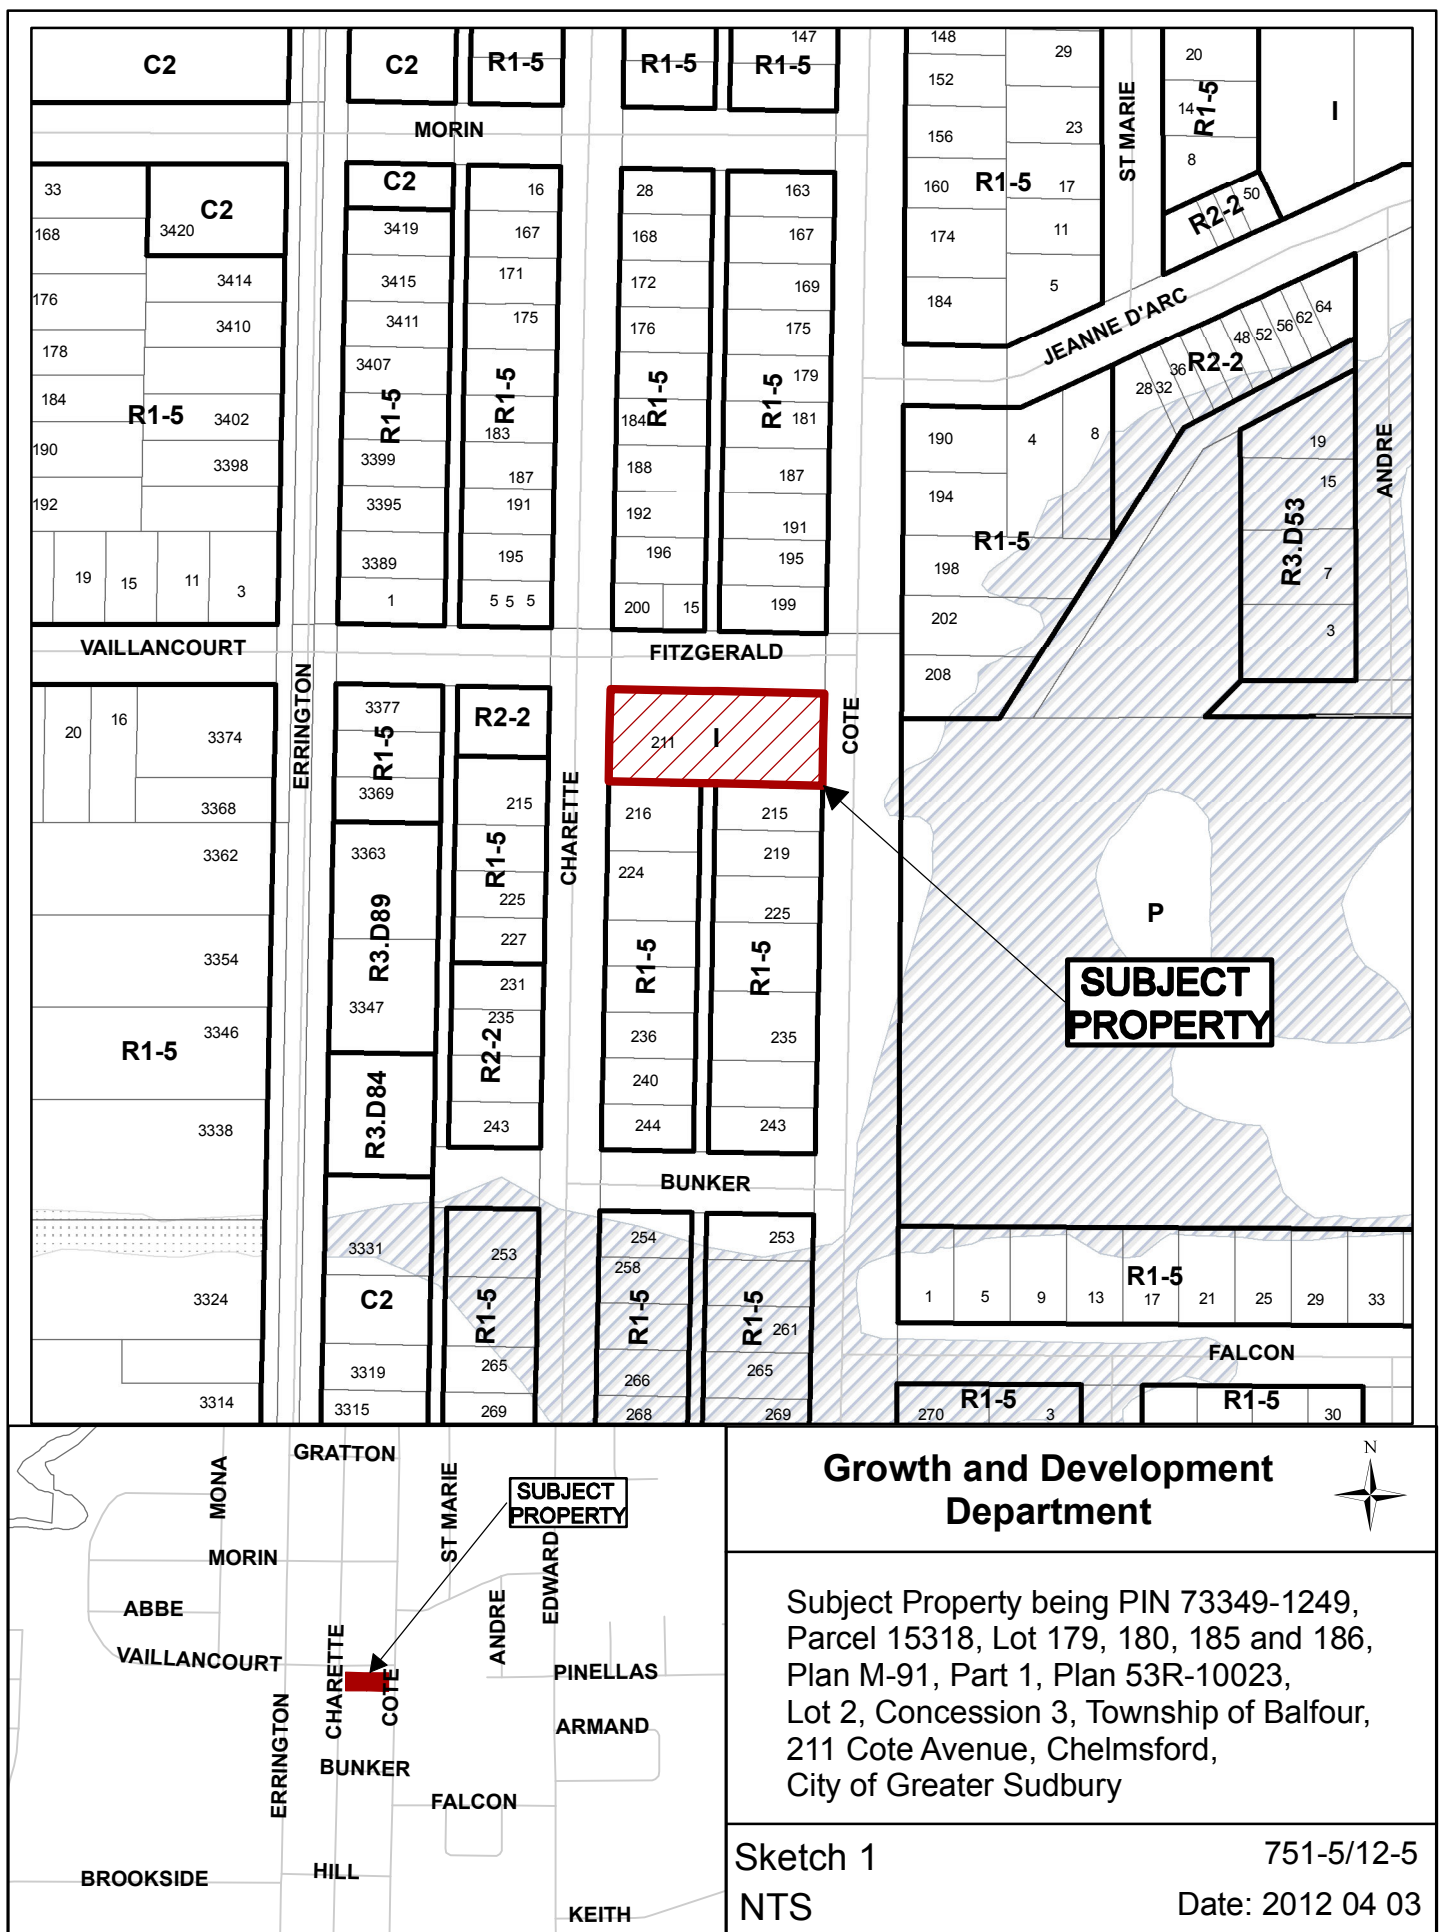 C2
C2
R1-5
R1-5
147
R1-5
148
152
156
160
174
184
29
23
R1-5
17
11
5
ST MARIE
20
14
R1-5
8
I
R2-2
50
MORIN
33
168
C2
3420
176
178
184
190
192
3414
3410
R1-5
3402
3398
19
15
11
3
C2
3419
3415
3411
3407
R1-5
3399
3395
3389
1
16
167
171
175
R1-5
183
187
191
195
5 5 5
28
168
172
176
R1-5
184
188
192
196
200
15
163
167
169
175
179
R1-5
181
187
191
195
199
JEANNE D'ARC
64
62
56
52
48
R2-2
36
32
28
190
4
8
194
R1-5
198
202
208
19
15
R3.D53
7
3
ANDRE
VAILLANCOURT
FITZGERALD
ERRINGTON
CHARETTE
COTE
20
16
3374
3368
3362
3354
3346
R1-5
3338
3324
3314
3377
R1-5
3369
3363
R3.D89
3347
R3.D84
3331
C2
3319
3315
R2-2
215
R1-5
225
227
231
235
R2-2
243
211
I
216
224
R1-5
236
240
244
215
219
225
R1-5
235
243
P
SUBJECT
PROPERTY
BUNKER
253
R1-5
265
269
254
258
R1-5
266
268
253
R1-5
261
265
269
R1-5
1
5
9
13
17
21
25
29
33
FALCON
270
R1-5
3
R1-5
30
GRATTON
MONA
ST MARIE
SUBJECT
PROPERTY
MORIN
EDWARD
ABBE
ANDRE
VAILLANCOURT
CHARETTE
COTE
PINELLAS
ERRINGTON
ARMAND
BUNKER
FALCON
BROOKSIDE
HILL
KEITH
Growth and Development
Department
N
Subject Property being PIN 73349-1249,
Parcel 15318, Lot 179, 180, 185 and 186,
Plan M-91, Part 1, Plan 53R-10023,
Lot 2, Concession 3, Township of Balfour,
211 Cote Avenue, Chelmsford,
City of Greater Sudbury
Sketch 1
751-5/12-5
NTS
Date: 2012 04 03